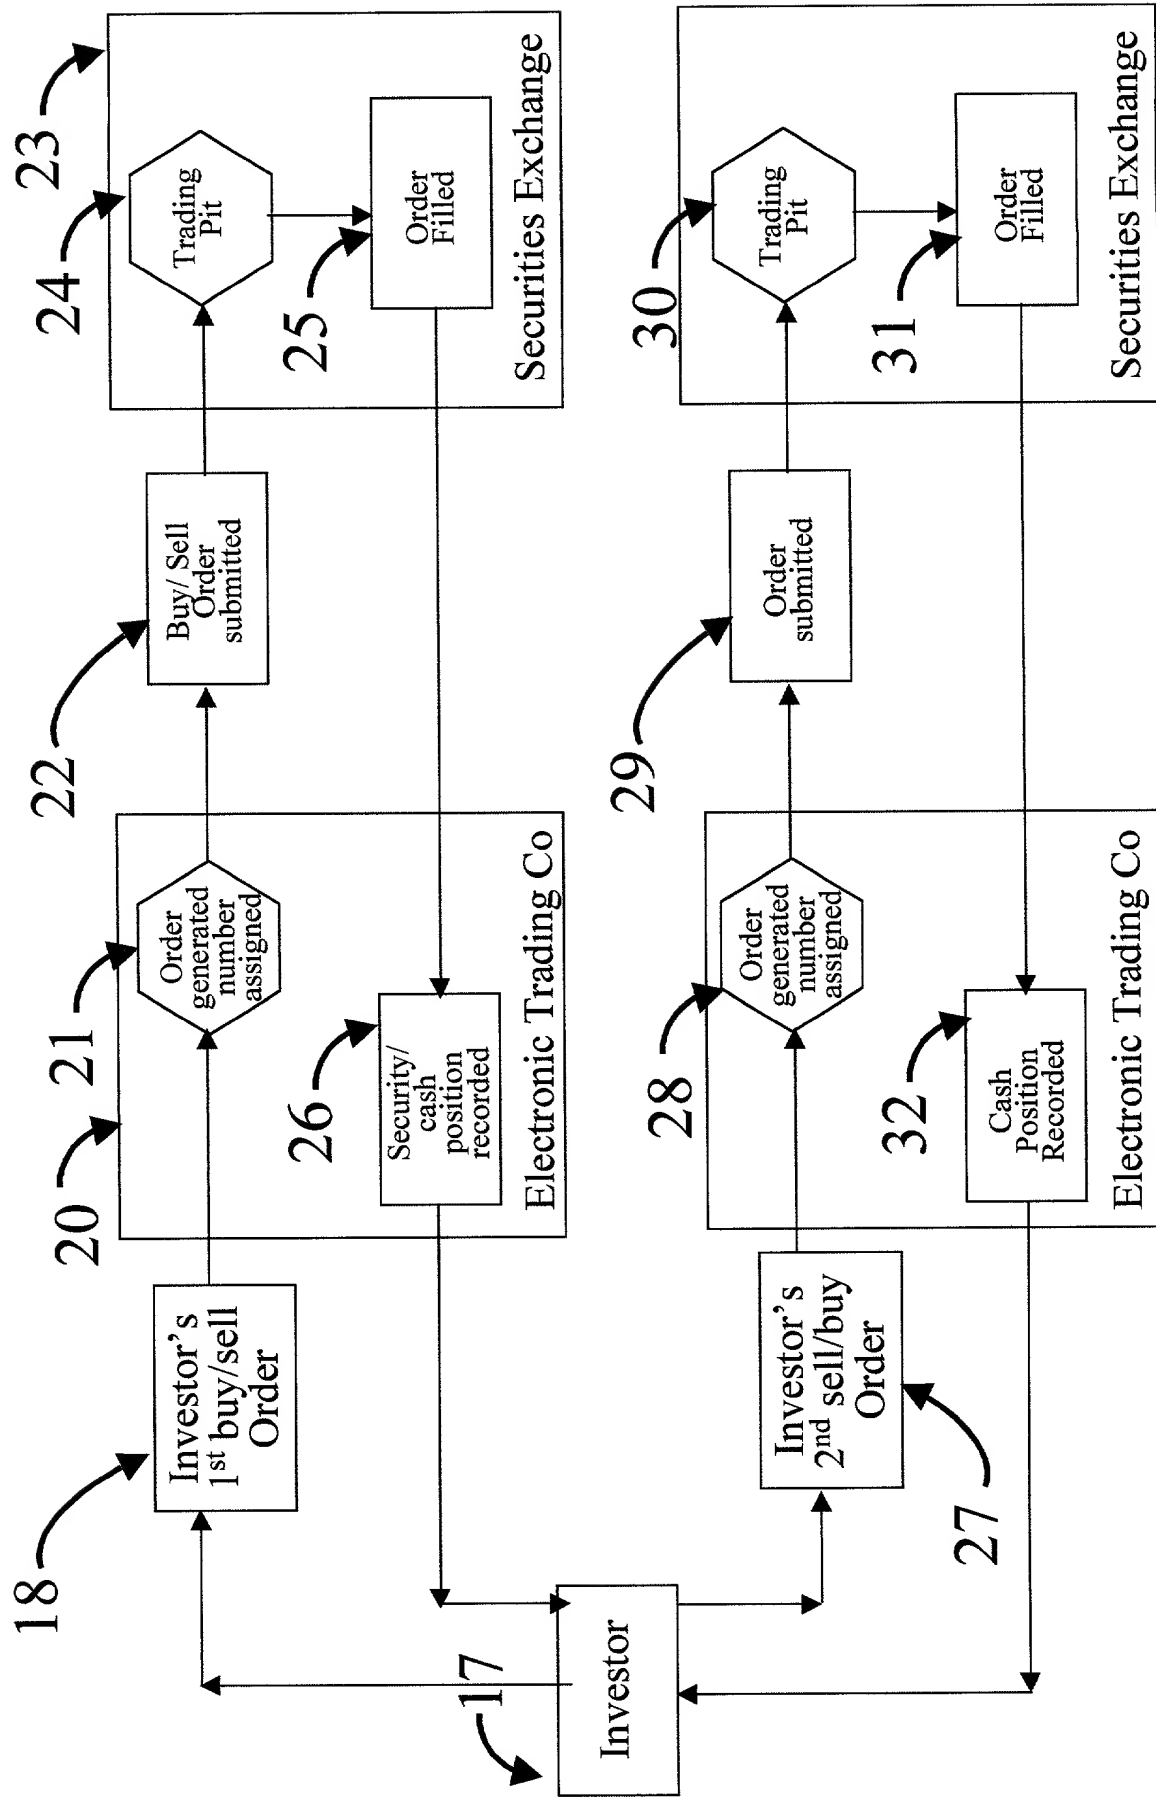 23
24
Trading
Pit
25
Order
Filled
Securities Exchange
22
Buy/ Sell
Order
submitted
20
21
Order
generated
number
assigned
26
Security/
cash
position
recorded
Electronic Trading Co
18
Investor's
1st buy/sell
Order
17
Investor
27
Investor's
2nd sell/buy
Order
28
Order
generated
number
assigned
32
Cash
Position
Recorded
Electronic Trading Co
29
Order
submitted
30
Trading
Pit
31
Order
Filled
Securities Exchange